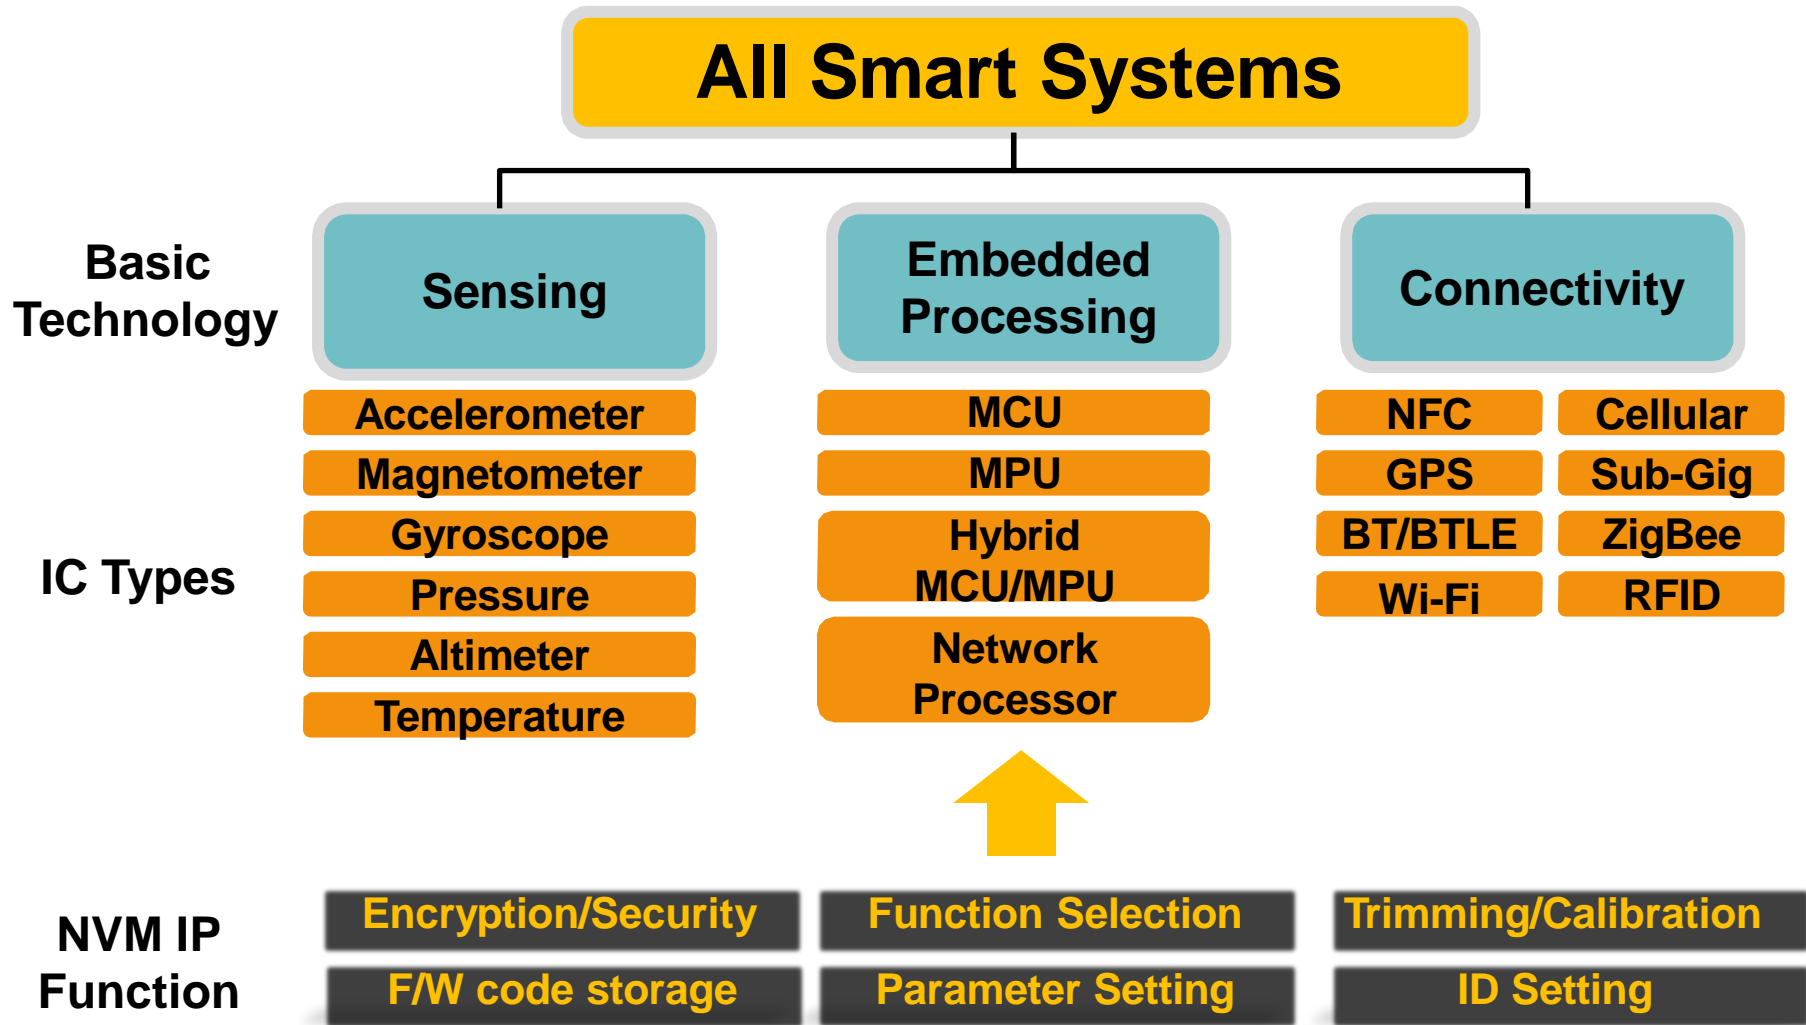 All Smart Systems
Basic
Technology
Sensing
Embedded
Processing
Connectivity
IC Types
Accelerometer
Magnetometer
Gyroscope
Pressure
Altimeter
Temperature
MCU
MPU
Hybrid
MCU/MPU
Network
Processor
NFC
Cellular
GPS
Sub-Gig
BT/BTLE
ZigBee
Wi-Fi
RFID
NVM IP
Function
Encryption/Security
Function Selection
Trimming/Calibration
F/W code storage
Parameter Setting
ID Setting